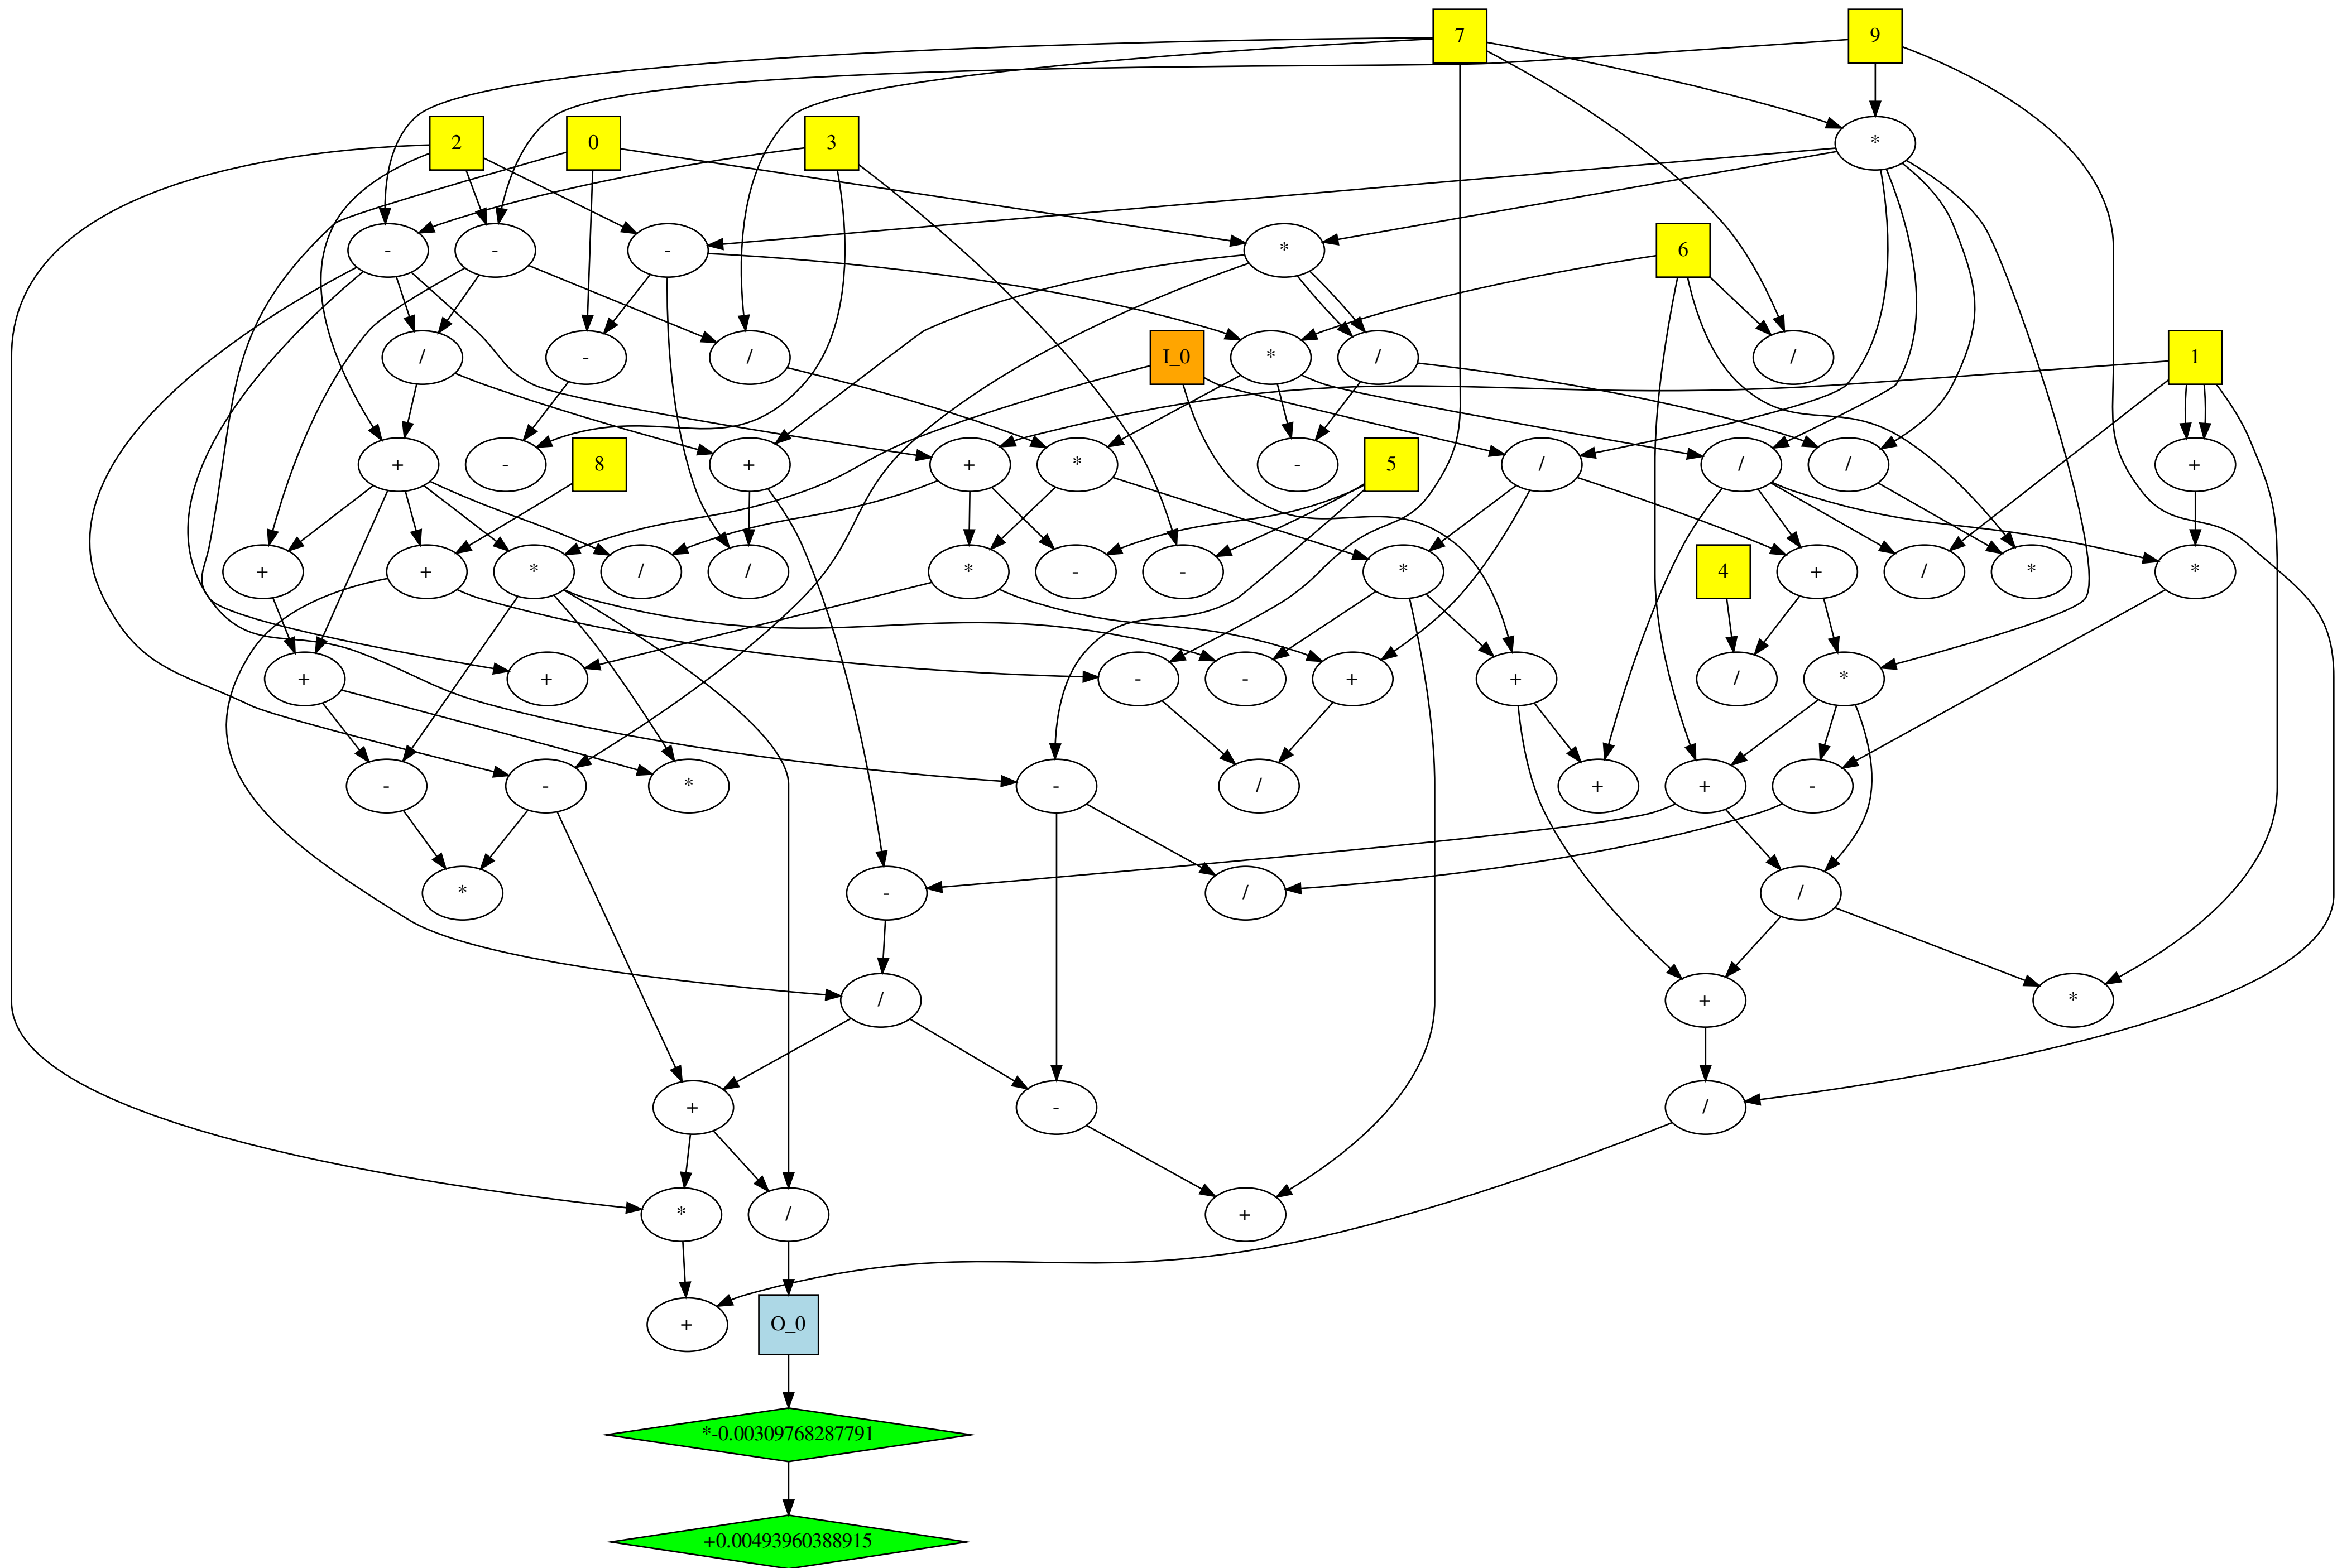 7 9
2 0 3 *
- - - * 6
/ - / I_0 * / / 1
+ - 8 + + * - 5 / / / +
+ + * / / * - - * 4 + / * *
+ + - - + + / *
- - * - / + + -
* - / /
/ + *
+ - /
* / +
+ O_0
*-0.00309768287791
+0.00493960388915